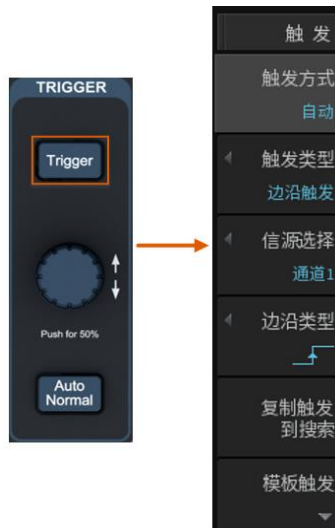 TRIGGER
Trigger
Push for 50%
Auto
Normal
触 发
触发方式
自动
触发类型
边沿触发
信源选择
通道1
边沿类型
复制触发
到搜索
模板触发